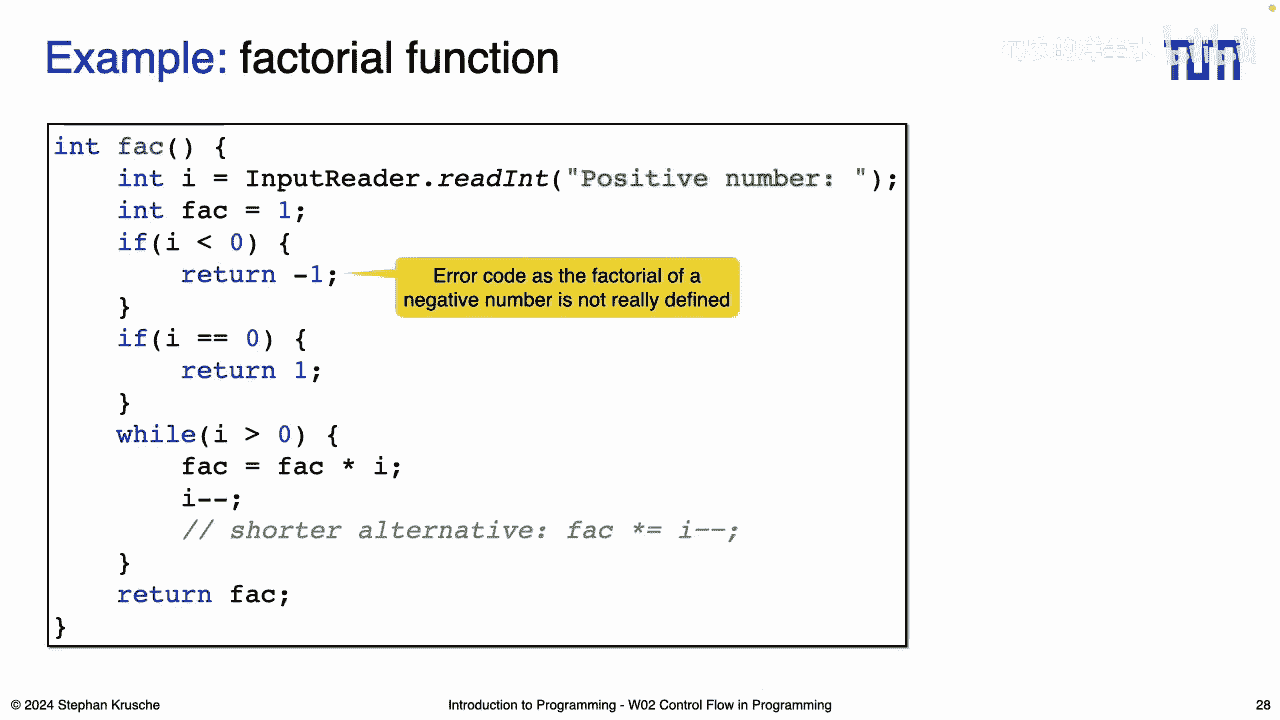 Example: factorial function
int fac() {
int i = InputReader.readInt("Positive number: ");
int fac = 1;
if(i < 0) {
return -1;
Error code as the factorial of a
negative number is not really defined
}
if(i == 0) {
return 1;
}
while(i > 0) {
fac = fac * i;
i--;
// shorter alternative: fac *= i--;
}
return fac;
}
© 2024 Stephan Krusche
Introduction to Programming - W02 Control Flow in Programming
28